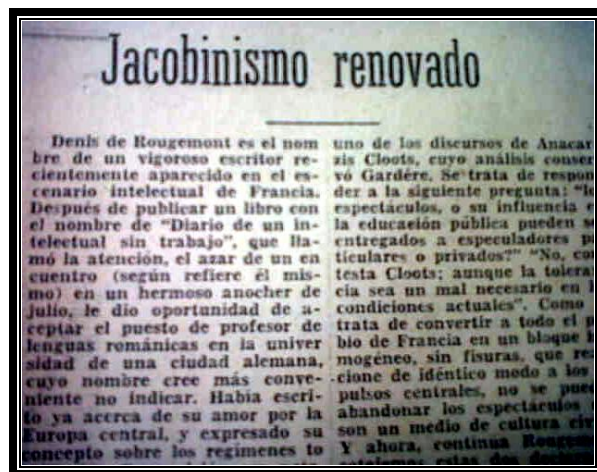 Jacobinismo renovado
Denis de Rougemont es el nom
bre de un vigoroso escritor re-
cientemente aparecido en el es-
cenario intelectual de Francia.
Después de publicar un libro con
el nombre de "Diario de un in-
telectual sin trabajo", que lla-
mó la atención, el azar de un en
cuentro (según refiere él mis-
mo) en un hermoso anocher de
julio, le dio oportunidad de a-
ceptar el puesto de profesor de
lenguas románicas en la univer
sidad de una ciudad alemana,
cuyo nombre cree más conve-
niente no indicar. Había escri-
to ya acerca de su amor por la
Europa central, y expresado su
concepto sobre los regímenes to
uno de los discursos de Anacar
zis Cloots, cuyo análisis conser
vó Gardére. Se trata de respon
der a la siguiente pregunta:
espectáculos, o su influencia
la educación pública pueden
entregados a especuladores
ticulares o privados?" "No,
testa Cloots; aunque la tolera
cia sea un mal necesario en
condiciones actuales". Como
trata de convertir a todo el
blo de Francia en un bloque
mogéneo, sin fisuras, que
cione de idéntico modo a los
pulsos centrales, no se
abandonar los espectáculos
son un medio de cultura
Y ahora, continua
estas dos